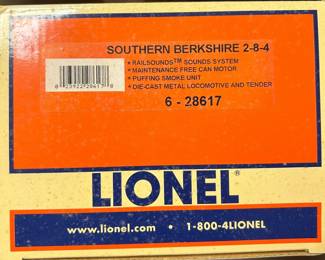 SOUTHERN BERKSHIRE 2-8-4
* RAILSOUNDS™ SOUNDS SYSTEM
* MAINTENANCE FREE CAN MOTOR
* PUFFING SMOKE UNIT
* DIE-CAST METAL LOCOMOTIVE AND TENDER
6 - 28617
LIONEL®
www.lionel.com • 1-800-4LIONEL